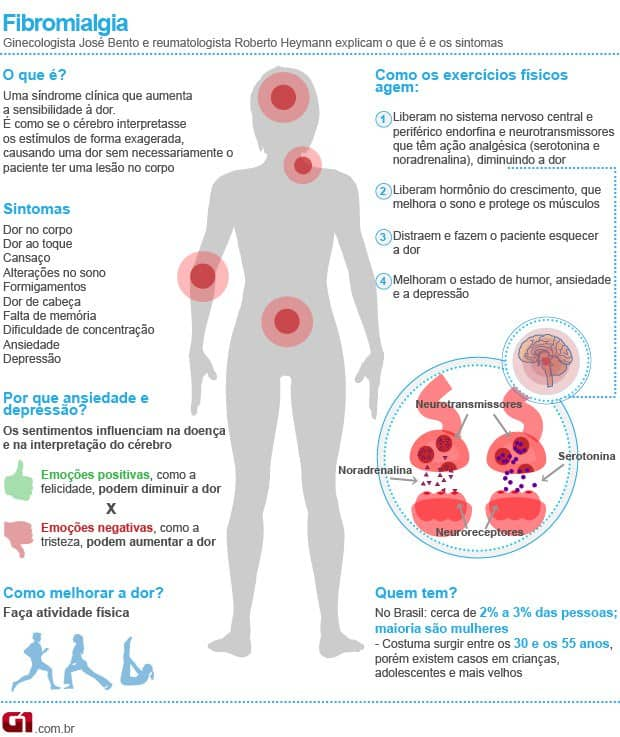 Fibromialgia
Ginecologista José Bento e reumatologista Roberto Heymann explicam o que é e os sintomas
O que é?
Uma síndrome clínica que aumenta
a sensibilidade à dor.
É como se o cérebro interpretasse
os estímulos de forma exagerada,
causando uma dor sem necessariamente o
paciente ter uma lesão no corpo
Sintomas
Dor no corpo
Dor ao toque
Cansaço
Alterações no sono
Formigamentos
Dor de cabeça
Falta de memória
Dificuldade de concentração
Ansiedade
Depressão
Por que ansiedade e
depressão?
Os sentimentos influenciam na doença
e na interpretação do cérebro
Emoções positivas, como a
felicidade, podem diminuir a dor
X
Emoções negativas, como a
tristeza, podem aumentar a dor
Como melhorar a dor?
Faça atividade física
Como os exercícios físicos
agem:
1 Liberam no sistema nervoso central e
periférico endorfina e neurotransmissores
que têm ação analgésica (serotonina e
noradrenalina), diminuindo a dor
2 Liberam hormônio do crescimento, que
melhora o sono e protege os músculos
3 Distraem e fazem o paciente esquecer
a dor
4 Melhoram o estado de humor, ansiedade
e a depressão
Neurotransmissores
Noradrenalina
Serotonina
Neuroreceptores
Quem tem?
No Brasil: cerca de 2% a 3% das pessoas;
maioria são mulheres
- Costuma surgir entre os 30 e os 55 anos,
porém existem casos em crianças,
adolescentes e mais velhos
G1.com.br